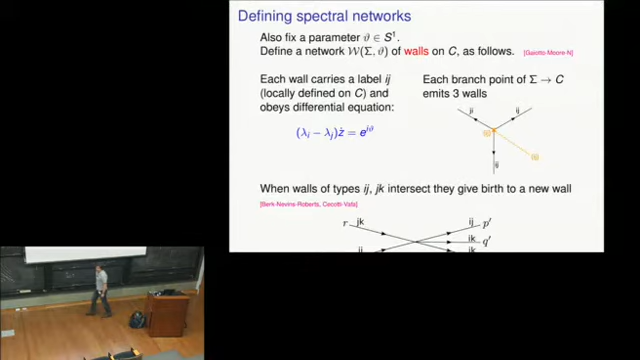 Defining spectral networks
Also fix a parameter ϑ ∈ S¹.
Define a network W(Σ, ϑ) of walls on C, as follows. [Gaiotto-Moore-N]
Each wall carries a label ij
(locally defined on C) and
obeys differential equation:
(λᵢ − λⱼ)ż = e^{iϑ}
Each branch point of Σ → C
emits 3 walls
ji
ij
(ij)
(ij)
ij
When walls of types ij, jk intersect they give birth to a new wall
[Berk-Nevins-Roberts, Cecotti-Vafa]
r jk
ij p′
ik q′
ij
jk